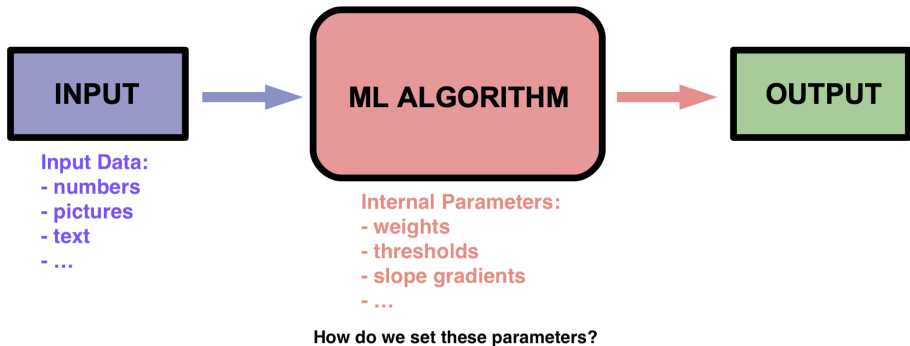 INPUT
ML ALGORITHM
OUTPUT
Input Data:
- numbers
- pictures
- text
- …
Internal Parameters:
- weights
- thresholds
- slope gradients
- …
How do we set these parameters?